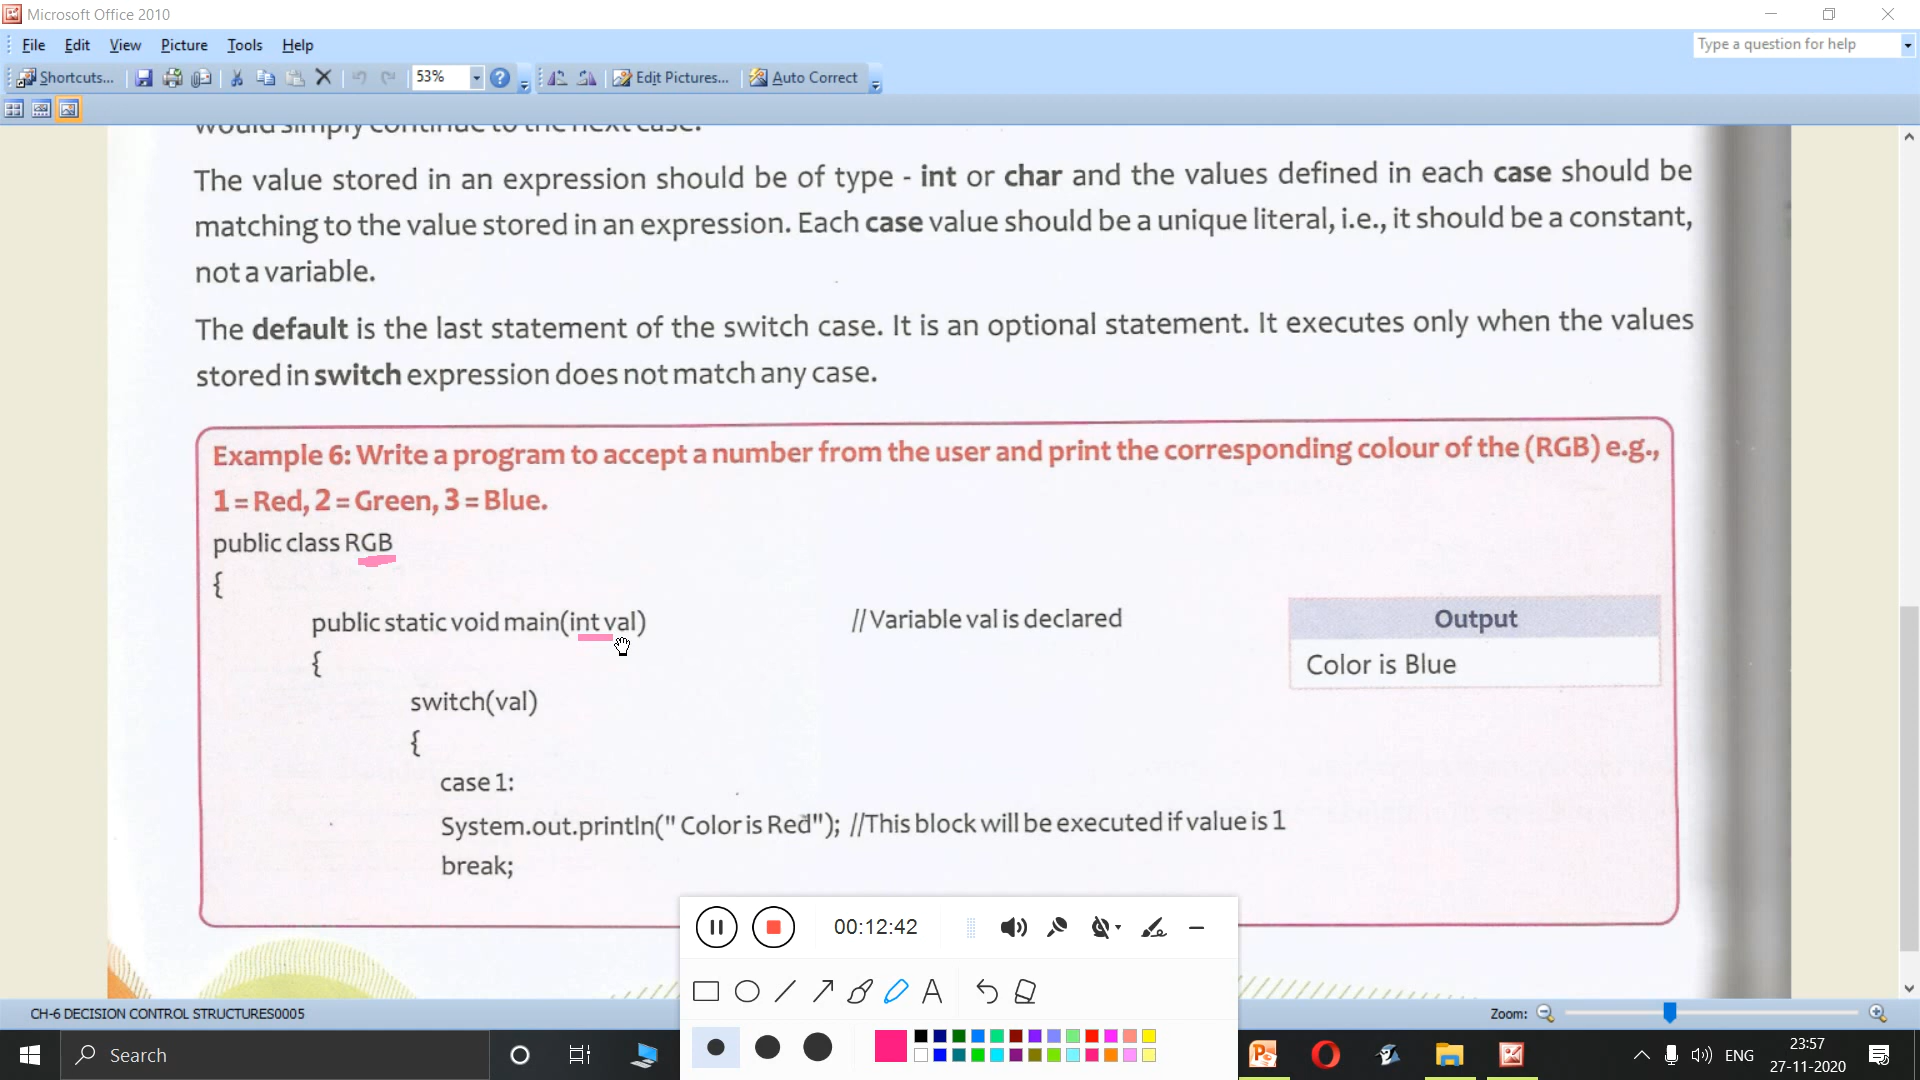 Microsoft Office 2010
File Edit View Picture Tools Help
Type a question for help
Shortcuts... 53% Edit Pictures... Auto Correct
would simply continue to the next case.
The value stored in an expression should be of type - int or char and the values defined in each case should be
matching to the value stored in an expression. Each case value should be a unique literal, i.e., it should be a constant,
not a variable.
The default is the last statement of the switch case. It is an optional statement. It executes only when the values
stored in switch expression does not match any case.
Example 6: Write a program to accept a number from the user and print the corresponding colour of the (RGB) e.g.,
1 = Red, 2 = Green, 3 = Blue.
public class RGB
{
public static void main(int val) // Variable val is declared
{
switch(val)
{
case 1:
System.out.println(" Color is Red"); //This block will be executed if value is 1
break;
Output
Color is Blue
00:12:42
A
CH-6 DECISION CONTROL STRUCTURES0005
Zoom:
Search
ENG
23:57
27-11-2020